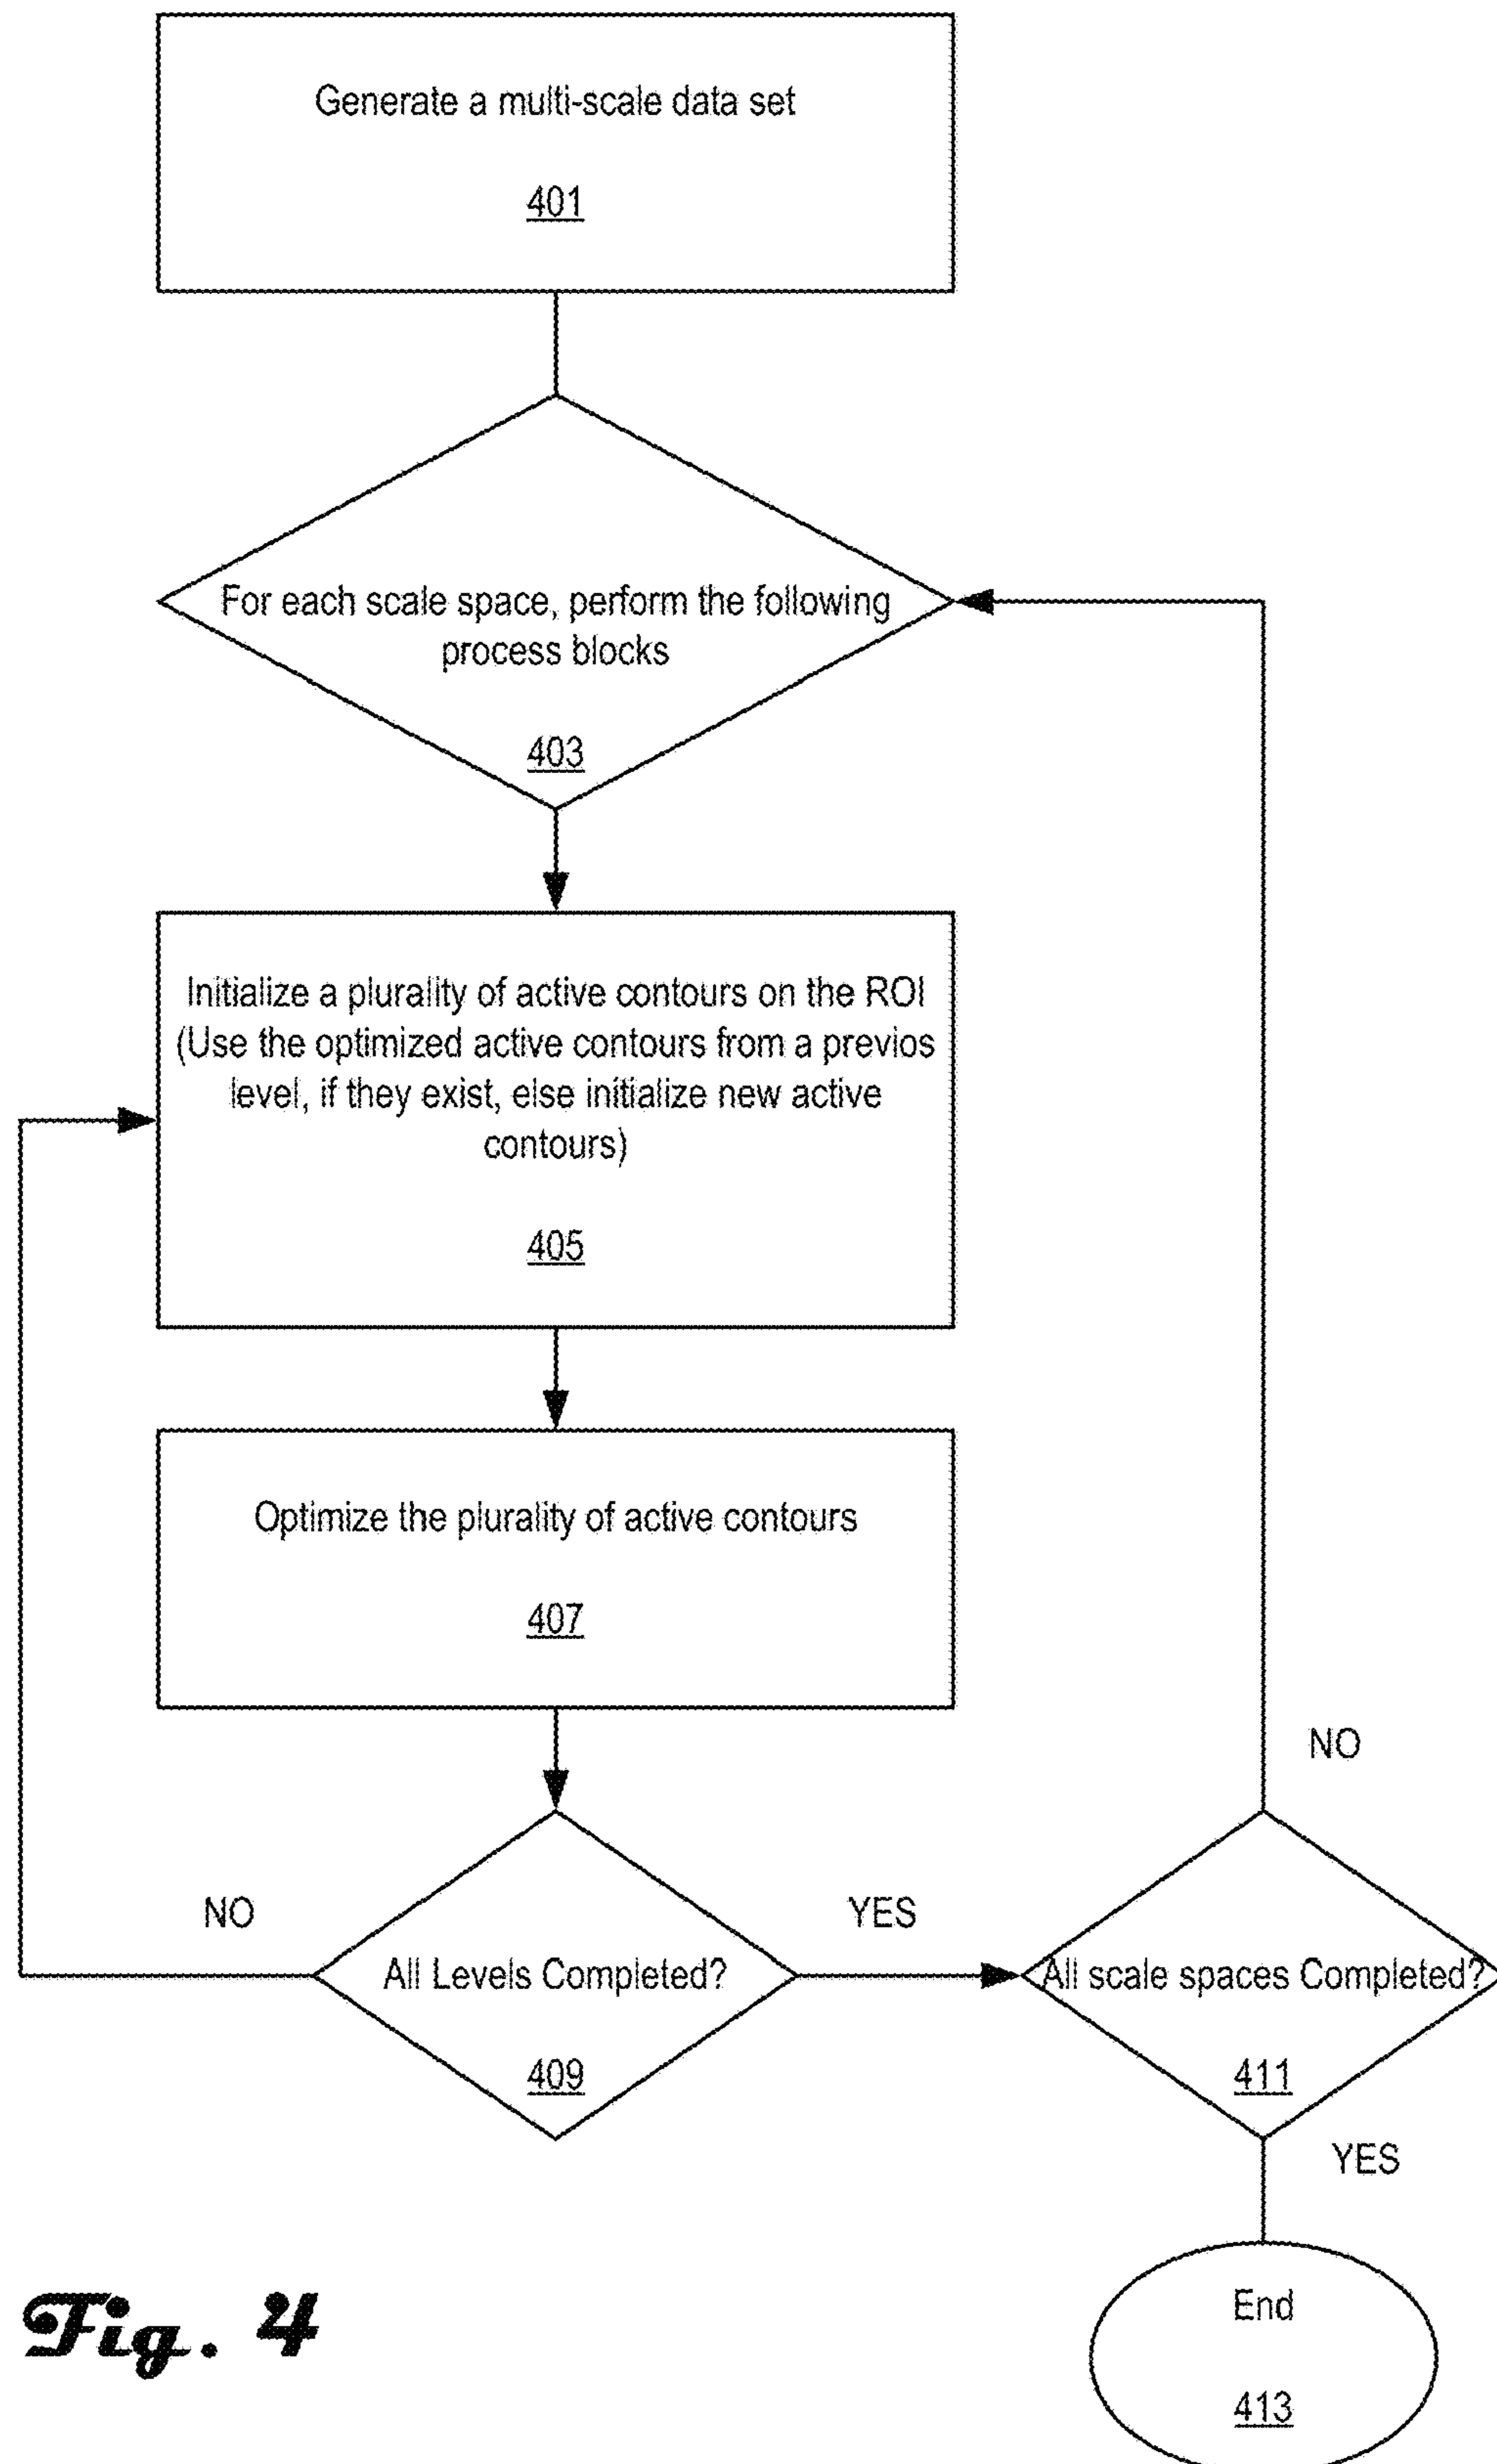 Generate a multi-scale data set
401
For each scale space, perform the following
process blocks
403
Initialize a plurality of active contours on the ROI
(Use the optimized active contours from a previos
level, if they exist, else initialize new active
contours)
405
Optimize the plurality of active contours
407
NO
All Levels Completed?
409
YES
NO
All scale spaces Completed?
411
YES
End
413
Fig. 4